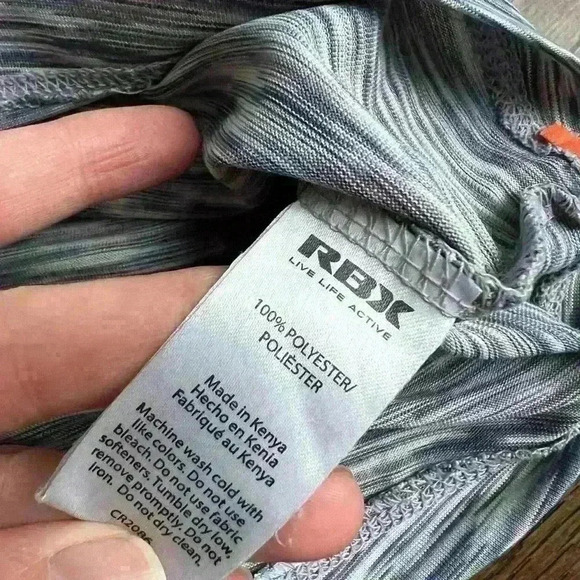 RBX
LIVE LIFE ACTIVE
100% POLYESTER/
POLIÉSTER
Made in Kenya
Hecho en Kenia
Fabriqué au Kenya
Machine wash cold with
like colors. Do not use
bleach. Do not use fabric
softeners. Tumble dry low,
remove promptly. Do not
iron. Do not dry clean.
CR2086